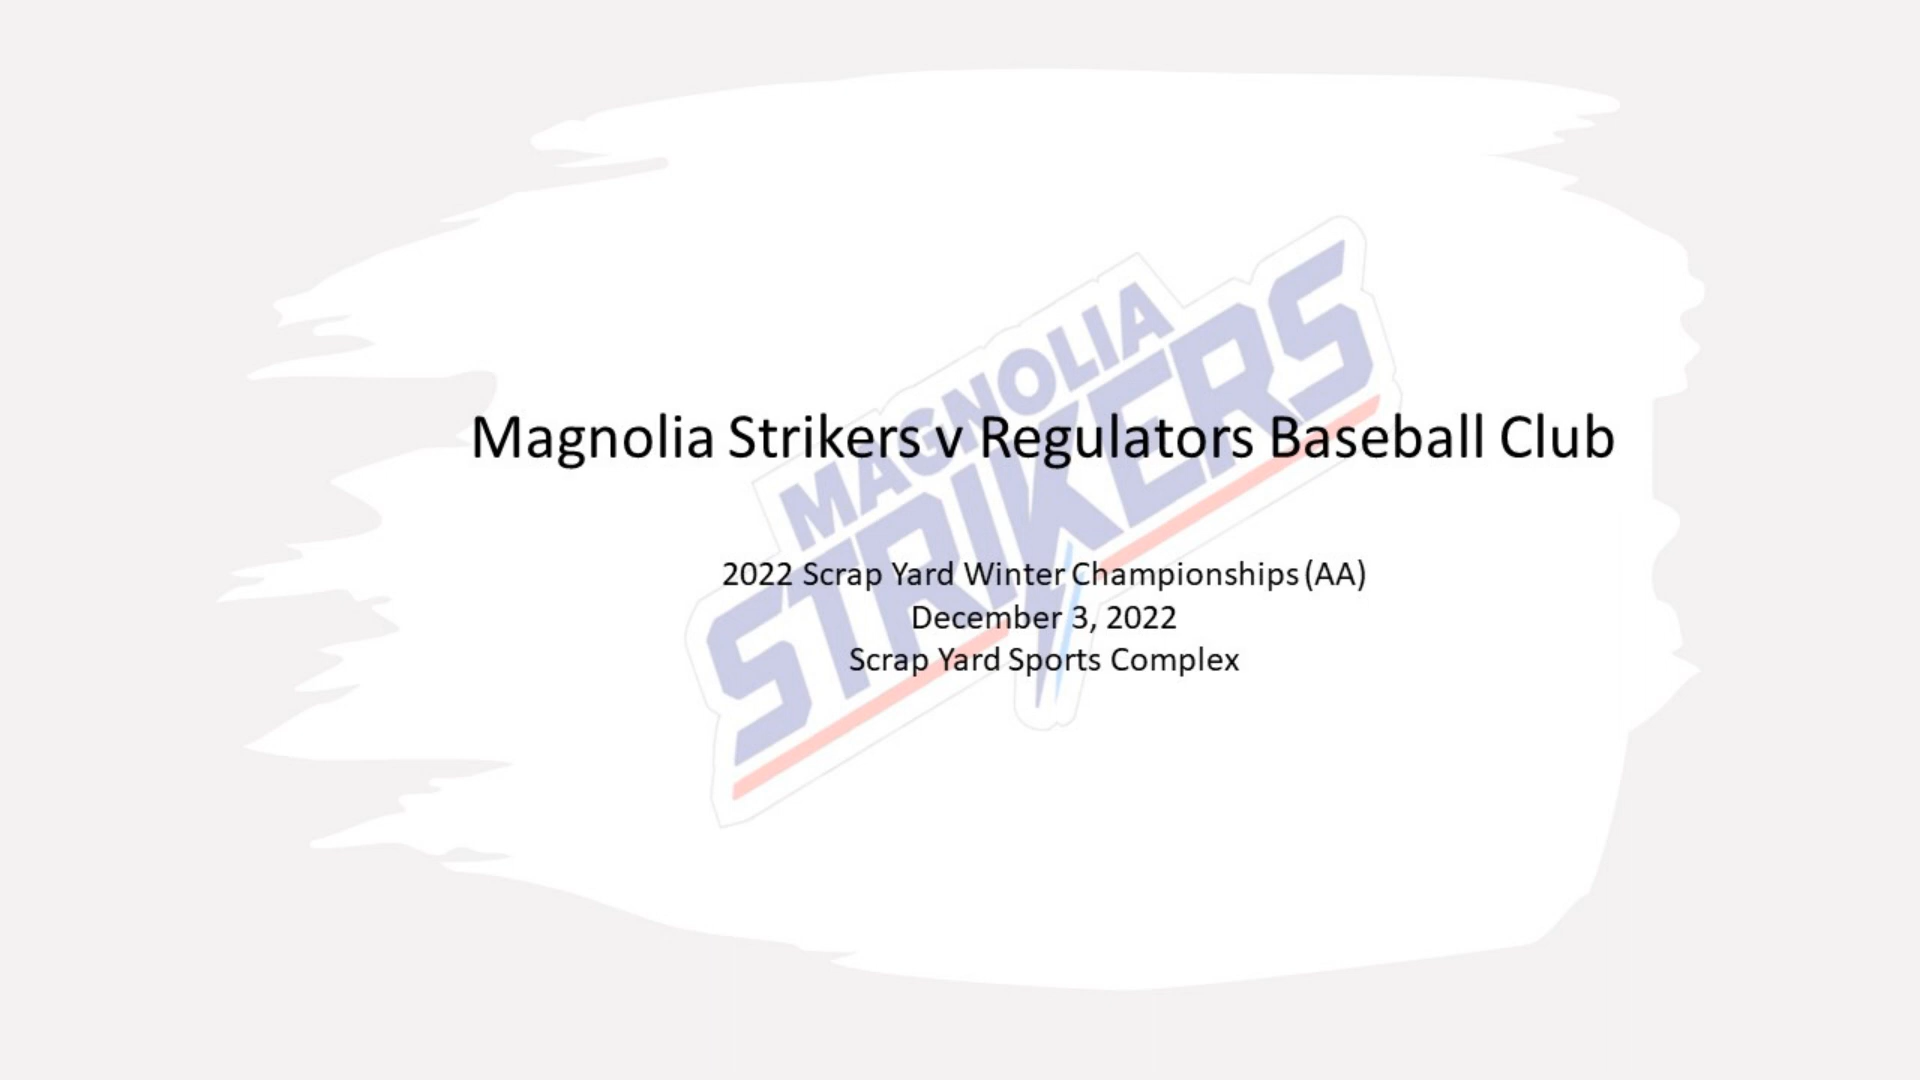 MAGNOLIA
STRIKERS
Magnolia Strikers v Regulators Baseball Club
2022 Scrap Yard Winter Championships (AA)
December 3, 2022
Scrap Yard Sports Complex